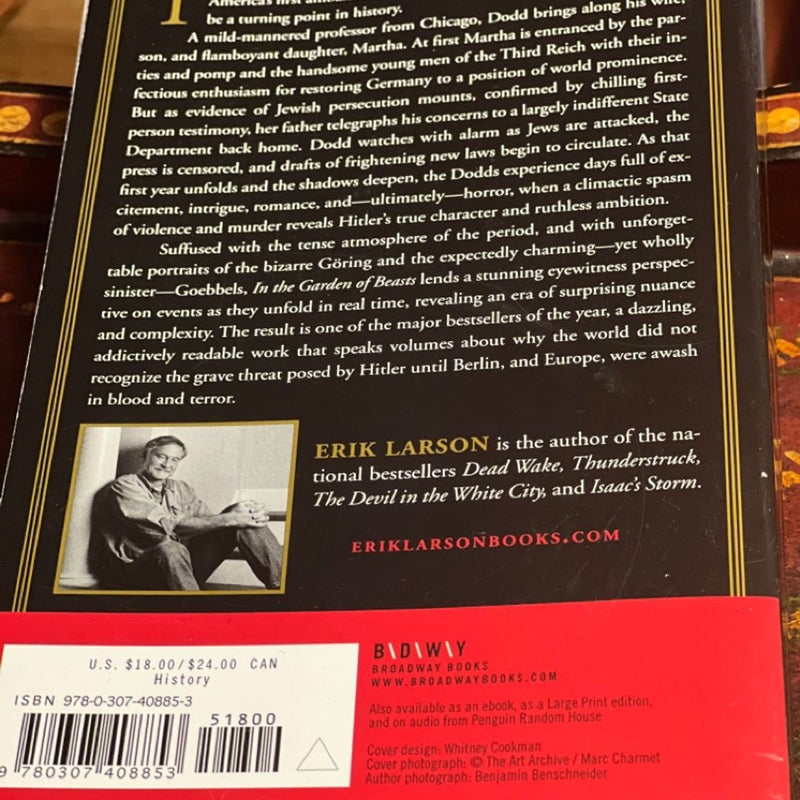 be a turning point in history.
A mild-mannered professor from Chicago, Dodd brings along his wife,
son, and flamboyant daughter, Martha. At first Martha is entranced by the par-
ties and pomp and the handsome young men of the Third Reich with their in-
fectious enthusiasm for restoring Germany to a position of world prominence.
But as evidence of Jewish persecution mounts, confirmed by chilling first-
person testimony, her father telegraphs his concerns to a largely indifferent State
Department back home. Dodd watches with alarm as Jews are attacked, the
press is censored, and drafts of frightening new laws begin to circulate. As that
first year unfolds and the shadows deepen, the Dodds experience days full of ex-
citement, intrigue, romance, and—ultimately—horror, when a climactic spasm
of violence and murder reveals Hitler's true character and ruthless ambition.
Suffused with the tense atmosphere of the period, and with unforget-
table portraits of the bizarre Göring and the expectedly charming—yet wholly
sinister—Goebbels, In the Garden of Beasts lends a stunning eyewitness perspec-
tive on events as they unfold in real time, revealing an era of surprising nuance
and complexity. The result is one of the major bestsellers of the year, a dazzling,
addictively readable work that speaks volumes about why the world did not
recognize the grave threat posed by Hitler until Berlin, and Europe, were awash
in blood and terror.
ERIK LARSON is the author of the na-
tional bestsellers Dead Wake, Thunderstruck,
The Devil in the White City, and Isaac's Storm.
ERIKLARSONBOOKS.COM
U.S. $18.00/$24.00 CAN
History
ISBN 978-0-307-40885-3
51800
9 780307 408853
B\D\W\Y
BROADWAY BOOKS
WWW.BROADWAYBOOKS.COM
Also available as an ebook, as a Large Print edition,
and on audio from Penguin Random House
Cover design: Whitney Cookman
Cover photograph: © The Art Archive / Marc Charmet
Author photograph: Benjamin Benschneider